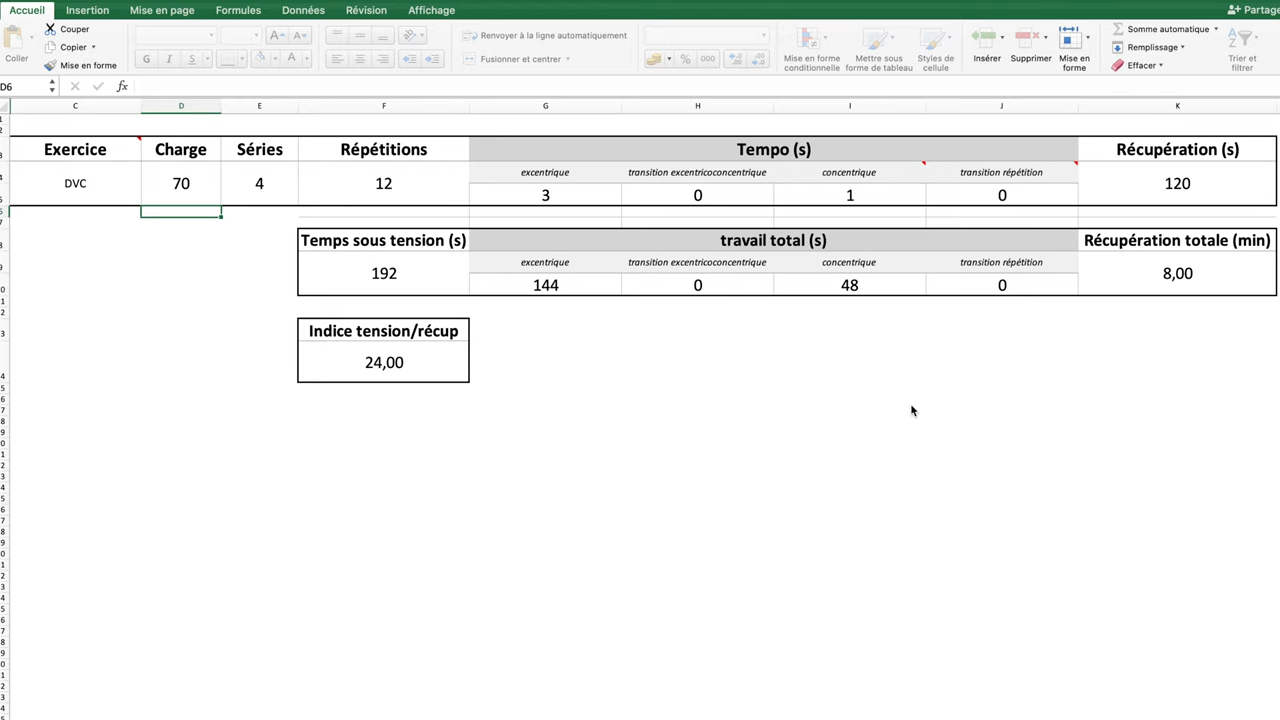 Accueil Insertion Mise en page Formules Données Révision Affichage Partage
Coller
Couper
Copier
Mise en forme
G I S
A A
Renvoyer à la ligne automatiquement
Fusionner et centrer
% 000
Mise en forme conditionnelle
Mettre sous forme de tableau
Styles de cellule
Insérer
Supprimer
Mise en forme
Somme automatique
Remplissage
Effacer
Trier et filtrer
D6 fx
C D E F G H I J K
Exercice Charge Séries Répétitions Tempo (s) Récupération (s)
excentrique transition excentricoconcentrique concentrique transition répétition
DVC 70 4 12 3 0 1 0 120
Temps sous tension (s) travail total (s) Récupération totale (min)
excentrique transition excentricoconcentrique concentrique transition répétition
192 144 0 48 0 8,00
Indice tension/récup
24,00